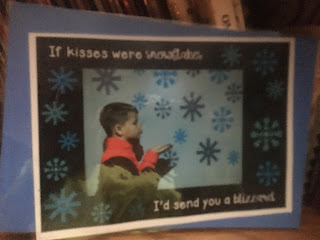 If kisses were snowflakes,
I'd send you a blizzard.